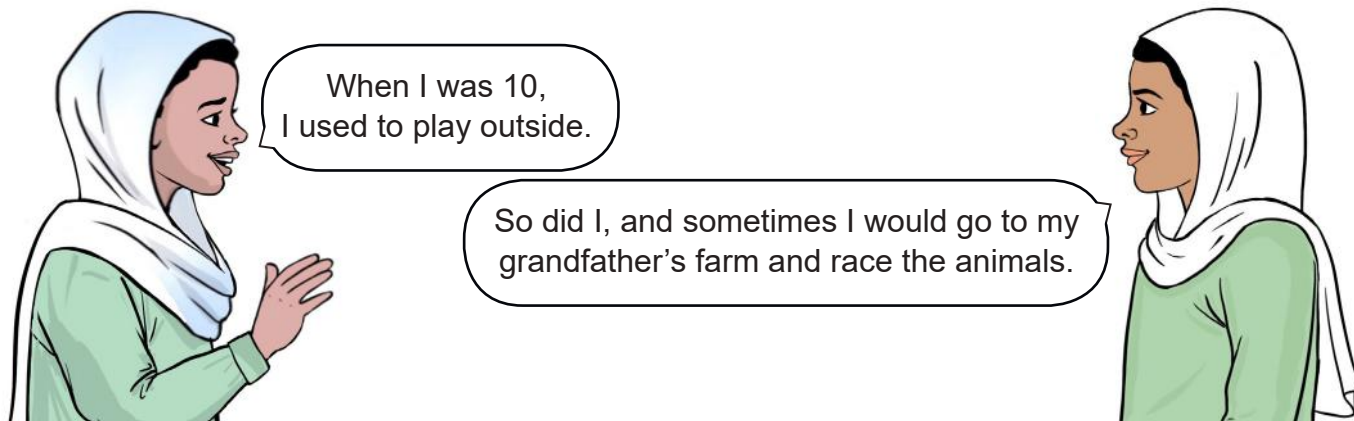 When I was 10,
I used to play outside.
So did I, and sometimes I would go to my
grandfather’s farm and race the animals.